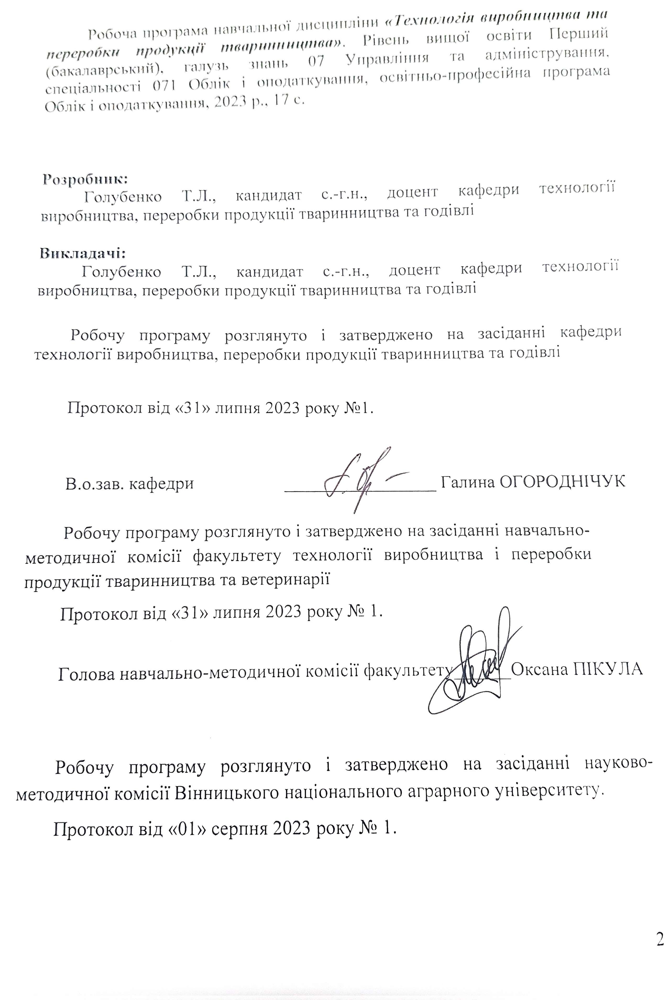 Робоча програма навчальної дисципліни «Технологія виробництва та
переробки продукції тваринництва». Рівень вищої освіти Перший
(бакалаврський), галузь знань 07 Управління та адміністрування,
спеціальності 071 Облік і оподаткування, освітньо-професійна програма
Облік і оподаткування, 2023 р., 17 с.
Розробник:
Голубенко Т.Л., кандидат с.-г.н., доцент кафедри технології
виробництва, переробки продукції тваринництва та годівлі
Викладачі:
Голубенко Т.Л., кандидат с.-г.н., доцент кафедри технології
виробництва, переробки продукції тваринництва та годівлі
Робочу програму розглянуто і затверджено на засіданні кафедри
технології виробництва, переробки продукції тваринництва та годівлі
Протокол від «31» липня 2023 року №1.
В.о.зав. кафедри Галина ОГОРОДНІЧУК
Робочу програму розглянуто і затверджено на засіданні навчально-
методичної комісії факультету технології виробництва і переробки
продукції тваринництва та ветеринарії
Протокол від «31» липня 2023 року № 1.
Голова навчально-методичної комісії факультету Оксана ПІКУЛА
Робочу програму розглянуто і затверджено на засіданні науково-
методичної комісії Вінницького національного аграрного університету.
Протокол від «01» серпня 2023 року № 1.
2